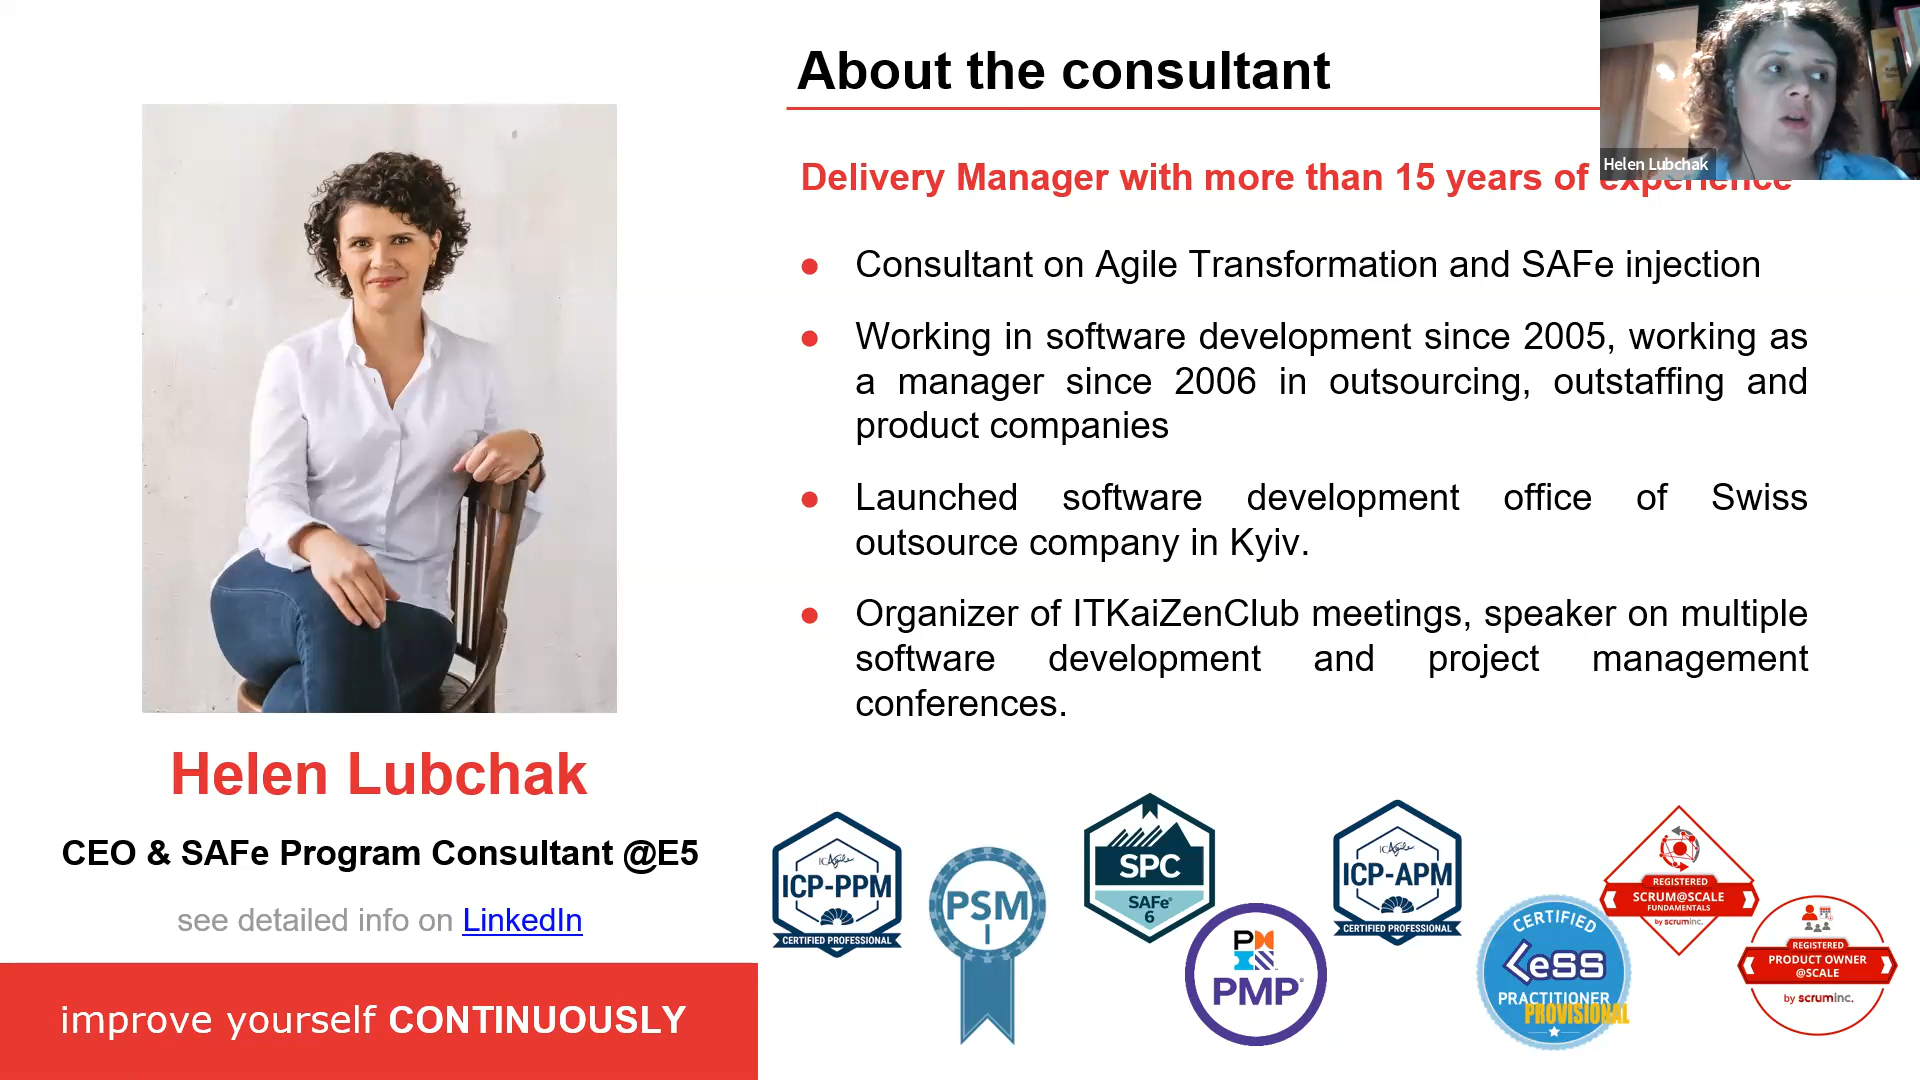 About the consultant
Helen Lubchak
Delivery Manager with more than 15 years of experience
Consultant on Agile Transformation and SAFe injection
Working in software development since 2005, working as
a manager since 2006 in outsourcing, outstaffing and
product companies
Launched software development office of Swiss
outsource company in Kyiv.
Organizer of ITKaiZenClub meetings, speaker on multiple
software development and project management
conferences.
Helen Lubchak
CEO & SAFe Program Consultant @E5
see detailed info on LinkedIn
improve yourself CONTINUOUSLY
ICAgile
ICP-PPM
CERTIFIED PROFESSIONAL
PSM
I
SPC
SAFe®
6
PMP®
ICAgile
ICP-APM
CERTIFIED PROFESSIONAL
CERTIFIED
LeSS
PRACTITIONER
PROVISIONAL
REGISTERED
SCRUM@SCALE
FUNDAMENTALS
by scruminc.
REGISTERED
PRODUCT OWNER
@SCALE
by scruminc.